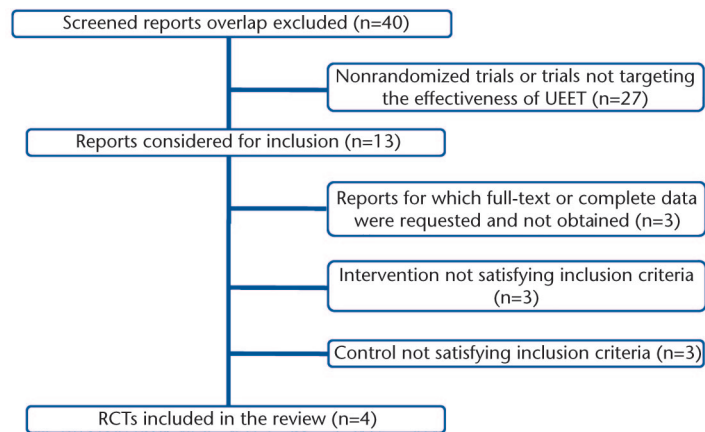 Screened reports overlap excluded (n=40)
Nonrandomized trials or trials not targeting
the effectiveness of UEET (n=27)
Reports considered for inclusion (n=13)
Reports for which full-text or complete data
were requested and not obtained (n=3)
Intervention not satisfying inclusion criteria
(n=3)
Control not satisfying inclusion criteria (n=3)
RCTs included in the review (n=4)